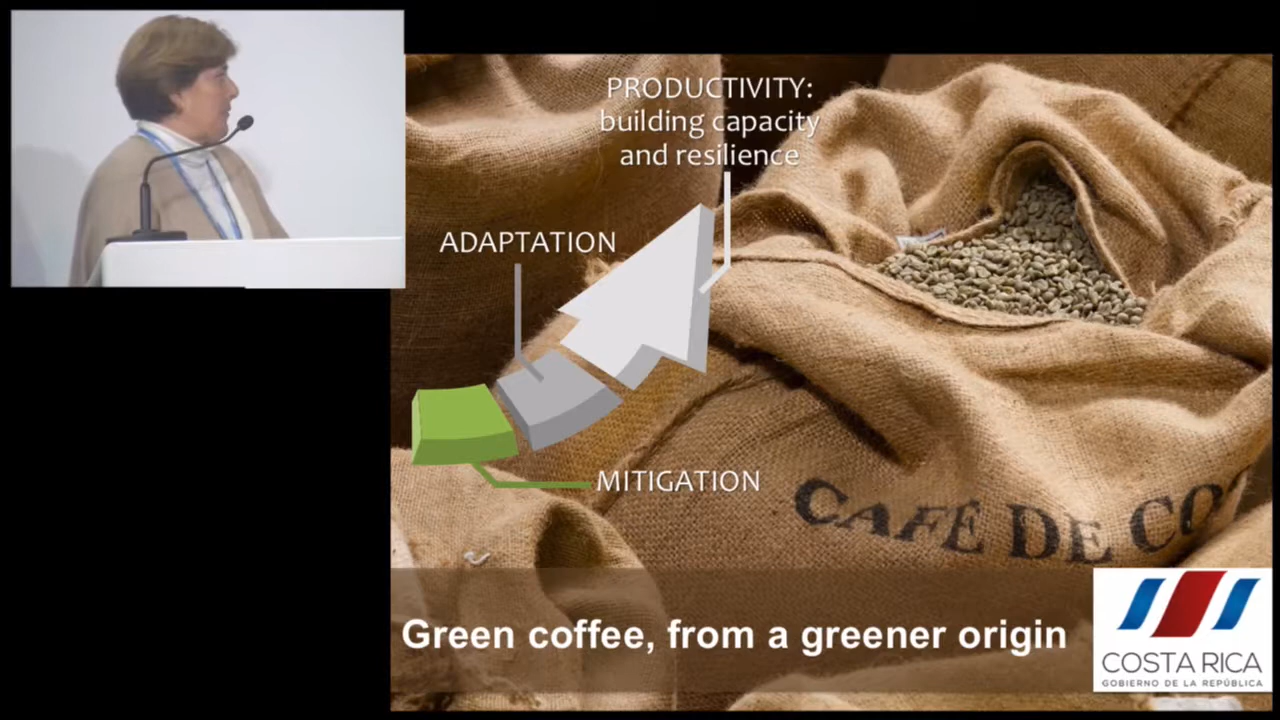 PRODUCTIVITY:
building capacity
and resilience
ADAPTATION
MITIGATION
CAFÉ DE CO
Green coffee, from a greener origin
COSTA RICA
GOBIERNO DE LA REPÚBLICA